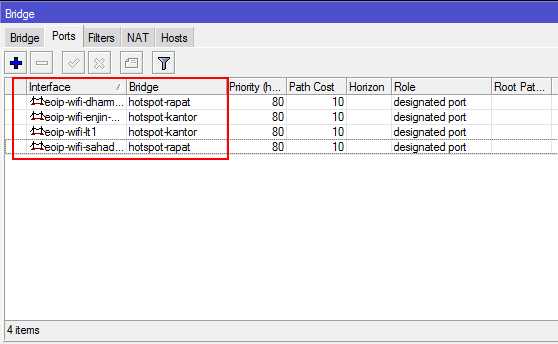 Bridge
Bridge Ports Filters NAT Hosts
Interface / Bridge Priority (h... Path Cost Horizon Role Root Pat...
eoip-wifi-dharm... hotspot-rapat 80 10 designated port
eoip-wifi-enjin-... hotspot-kantor 80 10 designated port
eoip-wifi-lt1 hotspot-kantor 80 10 designated port
eoip-wifi-sahad... hotspot-rapat 80 10 designated port
4 items